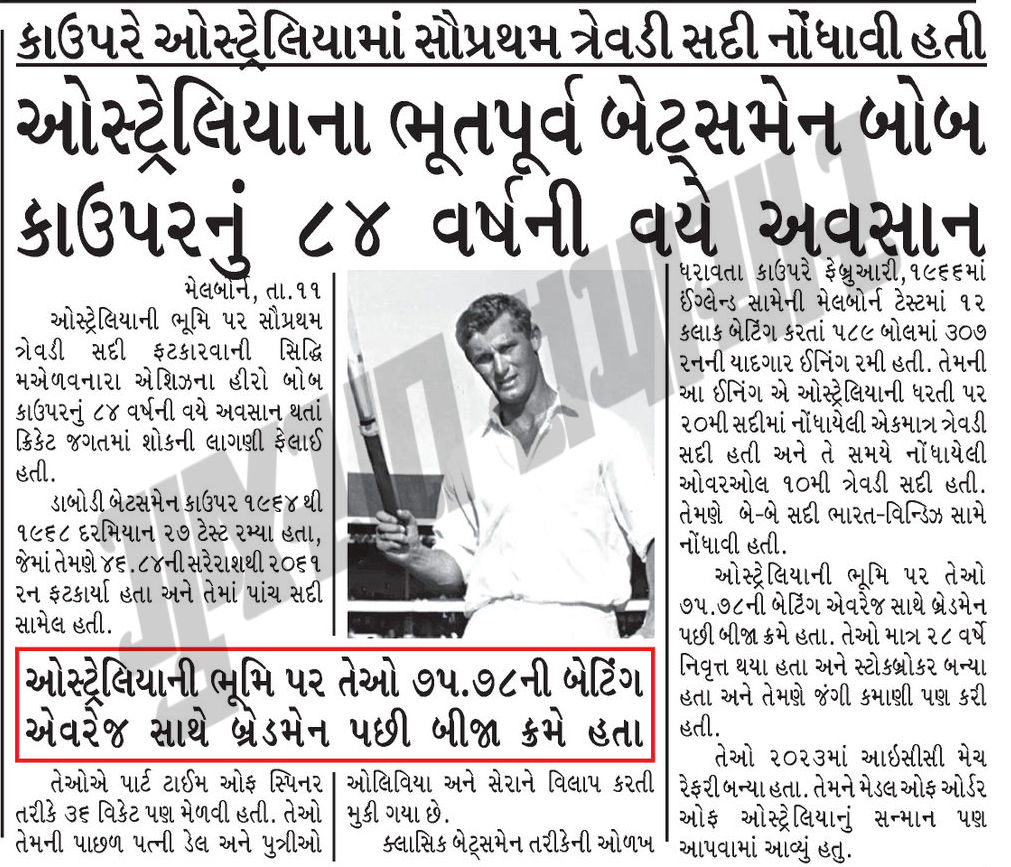 કાઉપરે ઓસ્ટ્રેલિયામાં સૌપ્રથમ ત્રેવડી સદી નોંધાવી હતી
ઓસ્ટ્રેલિયાના ભૂતપૂર્વ બેટ્સમેન બોબ
કાઉપરનું ૮૪ વર્ષની વયે અવસાન
મેલબોર્ન, તા.૧૧
ઓસ્ટ્રેલિયાની ભૂમિ પર સૌપ્રથમ
ત્રેવડી સદી ફટકારવાની સિદ્ધિ
મએળવનારા એશિઝના હીરો બોબ
કાઉપરનું ૮૪ વર્ષની વયે અવસાન થતાં
ક્રિકેટ જગતમાં શોકની લાગણી ફેલાઈ
હતી.
ડાબોડી બેટસમેન કાઉપર ૧૯૬૪થી
૧૯૬૮ દરમિયાન ૨૭ ટેસ્ટ રમ્યા હતા,
જેમાં તેમણે ૪૬.૮૪ની સરેરાશથી ૨૦૬૧
રન ફટકાર્યા હતા અને તેમાં પાંચ સદી
સામેલ હતી.
ઓસ્ટ્રેલિયાની ભૂમિ પર તેઓ ૭૫.૭૮ની બેટિંગ
એવરેજ સાથે બ્રેડમેન પછી બીજા ક્રમે હતા
તેઓએ પાર્ટ ટાઈમ ઓફ સ્પિનર
તરીકે ૩૬ વિકેટ પણ મેળવી હતી. તેઓ
તેમની પાછળ પત્ની ડેલ અને પુત્રીઓ
ઓલિવિયા અને સેરાને વિલાપ કરતી
મુકી ગયા છે.
ક્લાસિક બેટ્સમેન તરીકેની ઓળખ
ધરાવતા કાઉપરે ફેબ્રુઆરી,૧૯૬૬માં
ઈંગ્લેન્ડ સામેની મેલબોર્ન ટેસ્ટમાં ૧૨
કલાક બેટિંગ કરતાં ૫૮૯ બોલમાં ૩૦૭
રનની યાદગાર ઈનિંગ રમી હતી. તેમની
આ ઈનિંગ એ ઓસ્ટ્રેલિયાની ધરતી પર
૨૦મી સદીમાં નોંધાયેલી એકમાત્ર ત્રેવડી
સદી હતી અને તે સમયે નોંધાયેલી
ઓવરઓલ ૧૦મી ત્રેવડી સદી હતી.
તેમણે બે-બે સદી ભારત-વિન્ડિઝ સામે
નોંધાવી હતી.
ઓસ્ટ્રેલિયાની ભૂમિ પર તેઓ
૭૫.૭૮ની બેટિંગ એવરેજ સાથે બ્રેડમેન
પછી બીજા ક્રમે હતા. તેઓ માત્ર ૨૮ વર્ષે
નિવૃત્ત થયા હતા અને સ્ટોકબ્રોકર બન્યા
હતા અને તેમણે જંગી કમાણી પણ કરી
હતી.
તેઓ ૨૦૨૩માં આઇસીસી મેચ
રેફરી બન્યા હતા. તેમને મેડલ ઓફ ઓર્ડર
ઓફ ઓસ્ટ્રેલિયાનું સન્માન પણ
આપવામાં આવ્યું હતુ.